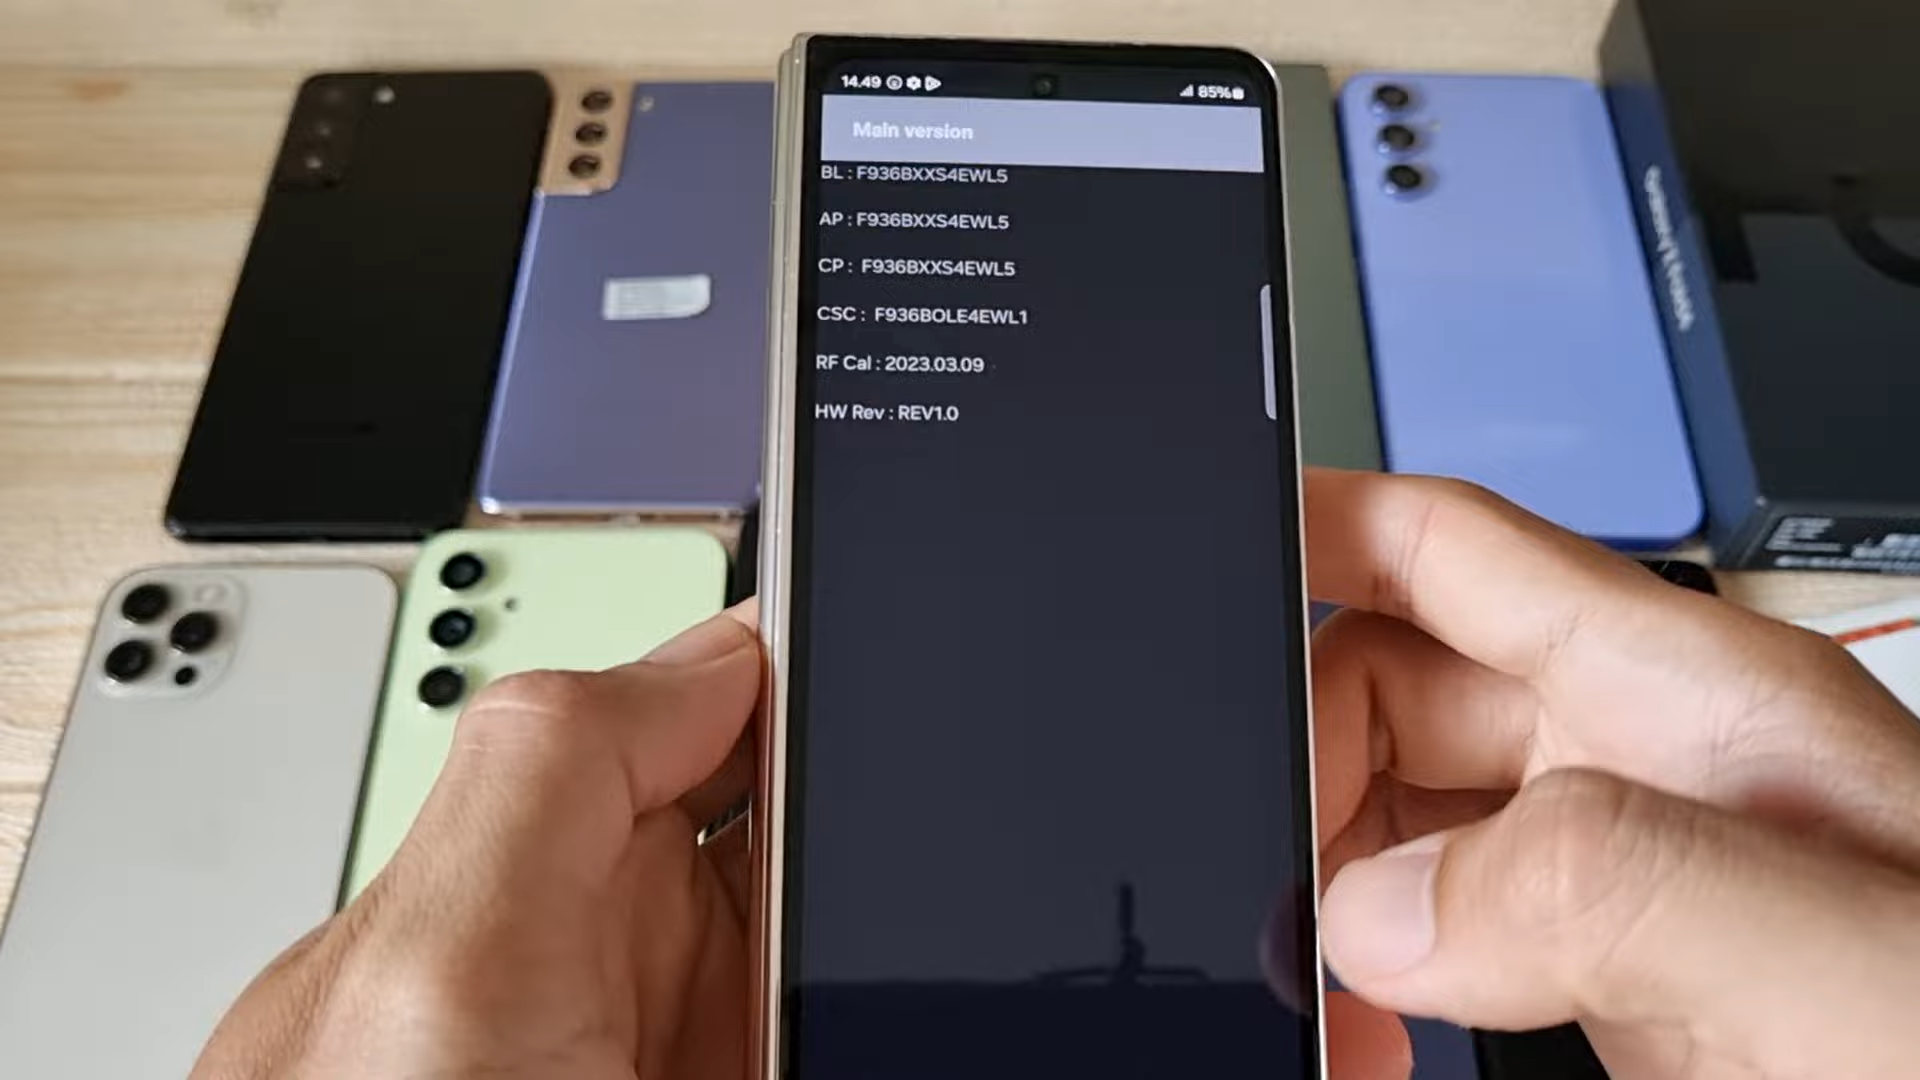 14.49
85%
Main version
BL : F936BXXS4EWL5
AP : F936BXXS4EWL5
CP : F936BXXS4EWL5
CSC : F936BOLE4EWL1
RF Cal : 2023.03.09
HW Rev : REV1.0